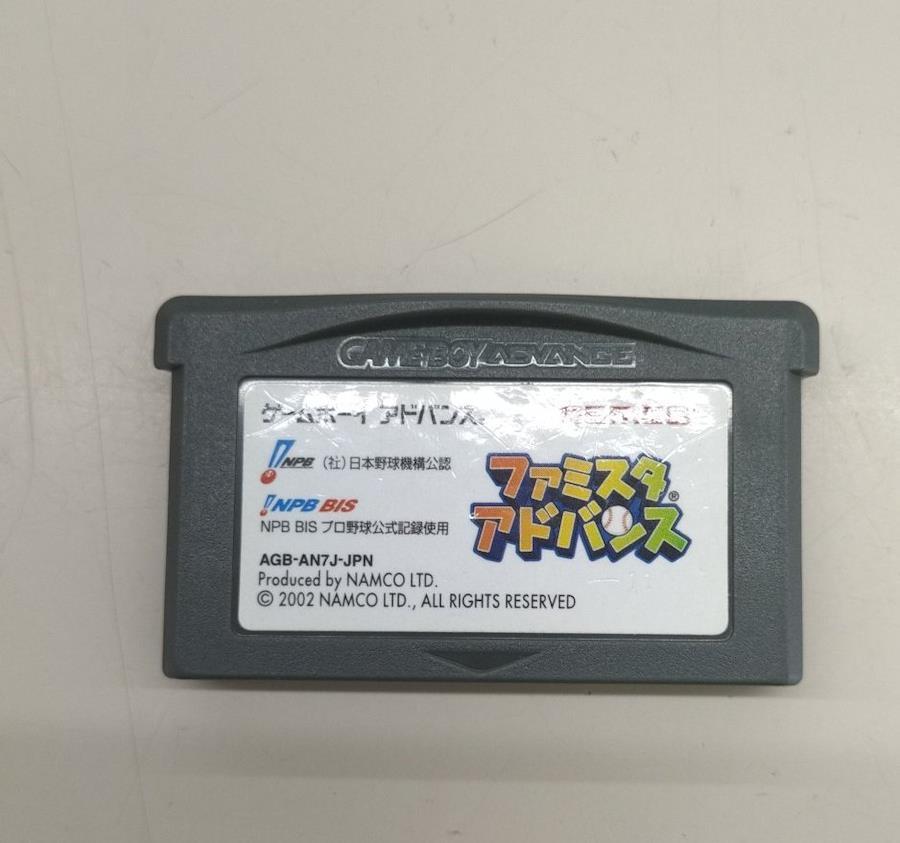 GAME BOY ADVANCE
ゲームボーイ アドバンス
namco
NPB (社)日本野球機構公認
NPB BIS
NPB BIS プロ野球公式記録使用
ファミスタ®
アドバンス
AGB-AN7J-JPN
Produced by NAMCO LTD.
© 2002 NAMCO LTD., ALL RIGHTS RESERVED